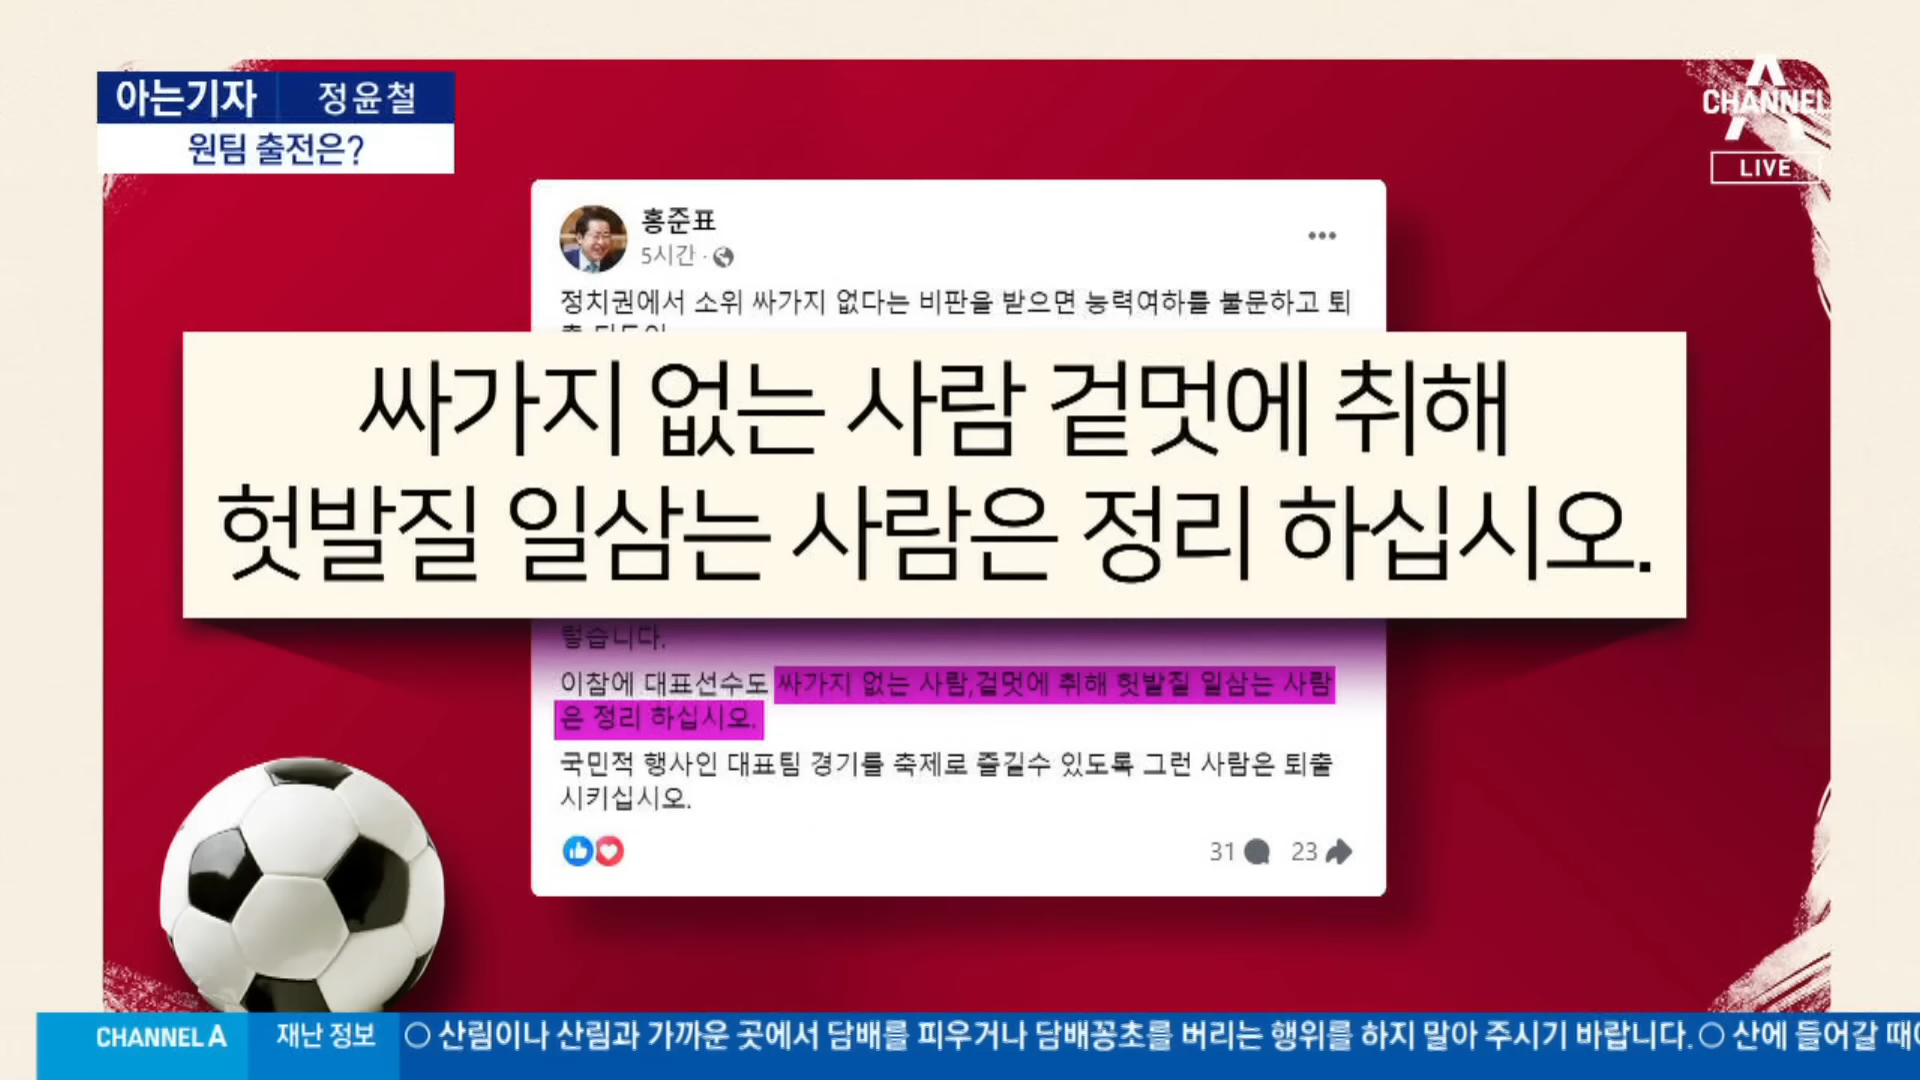 아는기자 정윤철
원팀 출전은?
CHANNEL A
LIVE
홍준표
5시간
정치권에서 소위 싸가지 없다는 비판을 받으면 능력여하를 불문하고 퇴
싸가지 없는 사람 겉멋에 취해
헛발질 일삼는 사람은 정리 하십시오.
렇습니다.
이참에 대표선수도 싸가지 없는 사람,겉멋에 취해 헛발질 일삼는 사람
은 정리 하십시오.
국민적 행사인 대표팀 경기를 축제로 즐길수 있도록 그런 사람은 퇴출
시키십시오.
31 23
CHANNEL A 재난 정보 ○ 산림이나 산림과 가까운 곳에서 담배를 피우거나 담배꽁초를 버리는 행위를 하지 말아 주시기 바랍니다. ○ 산에 들어갈 때